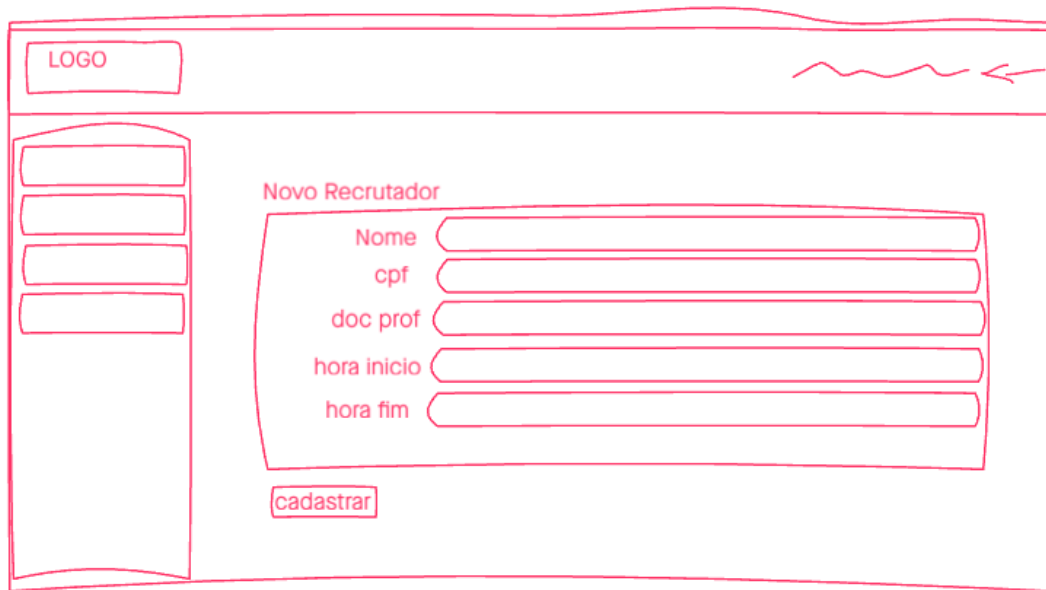 LOGO
Novo Recrutador
Nome
cpf
doc prof
hora inicio
hora fim
cadastrar